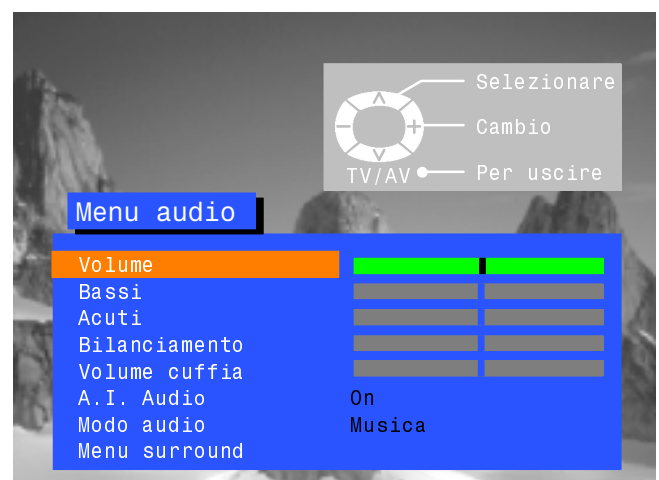 Selezionare
Cambio
TV/AV Per uscire
Menu audio
Volume
Bassi
Acuti
Bilanciamento
Volume cuffia
A.I. Audio On
Modo audio Musica
Menu surround